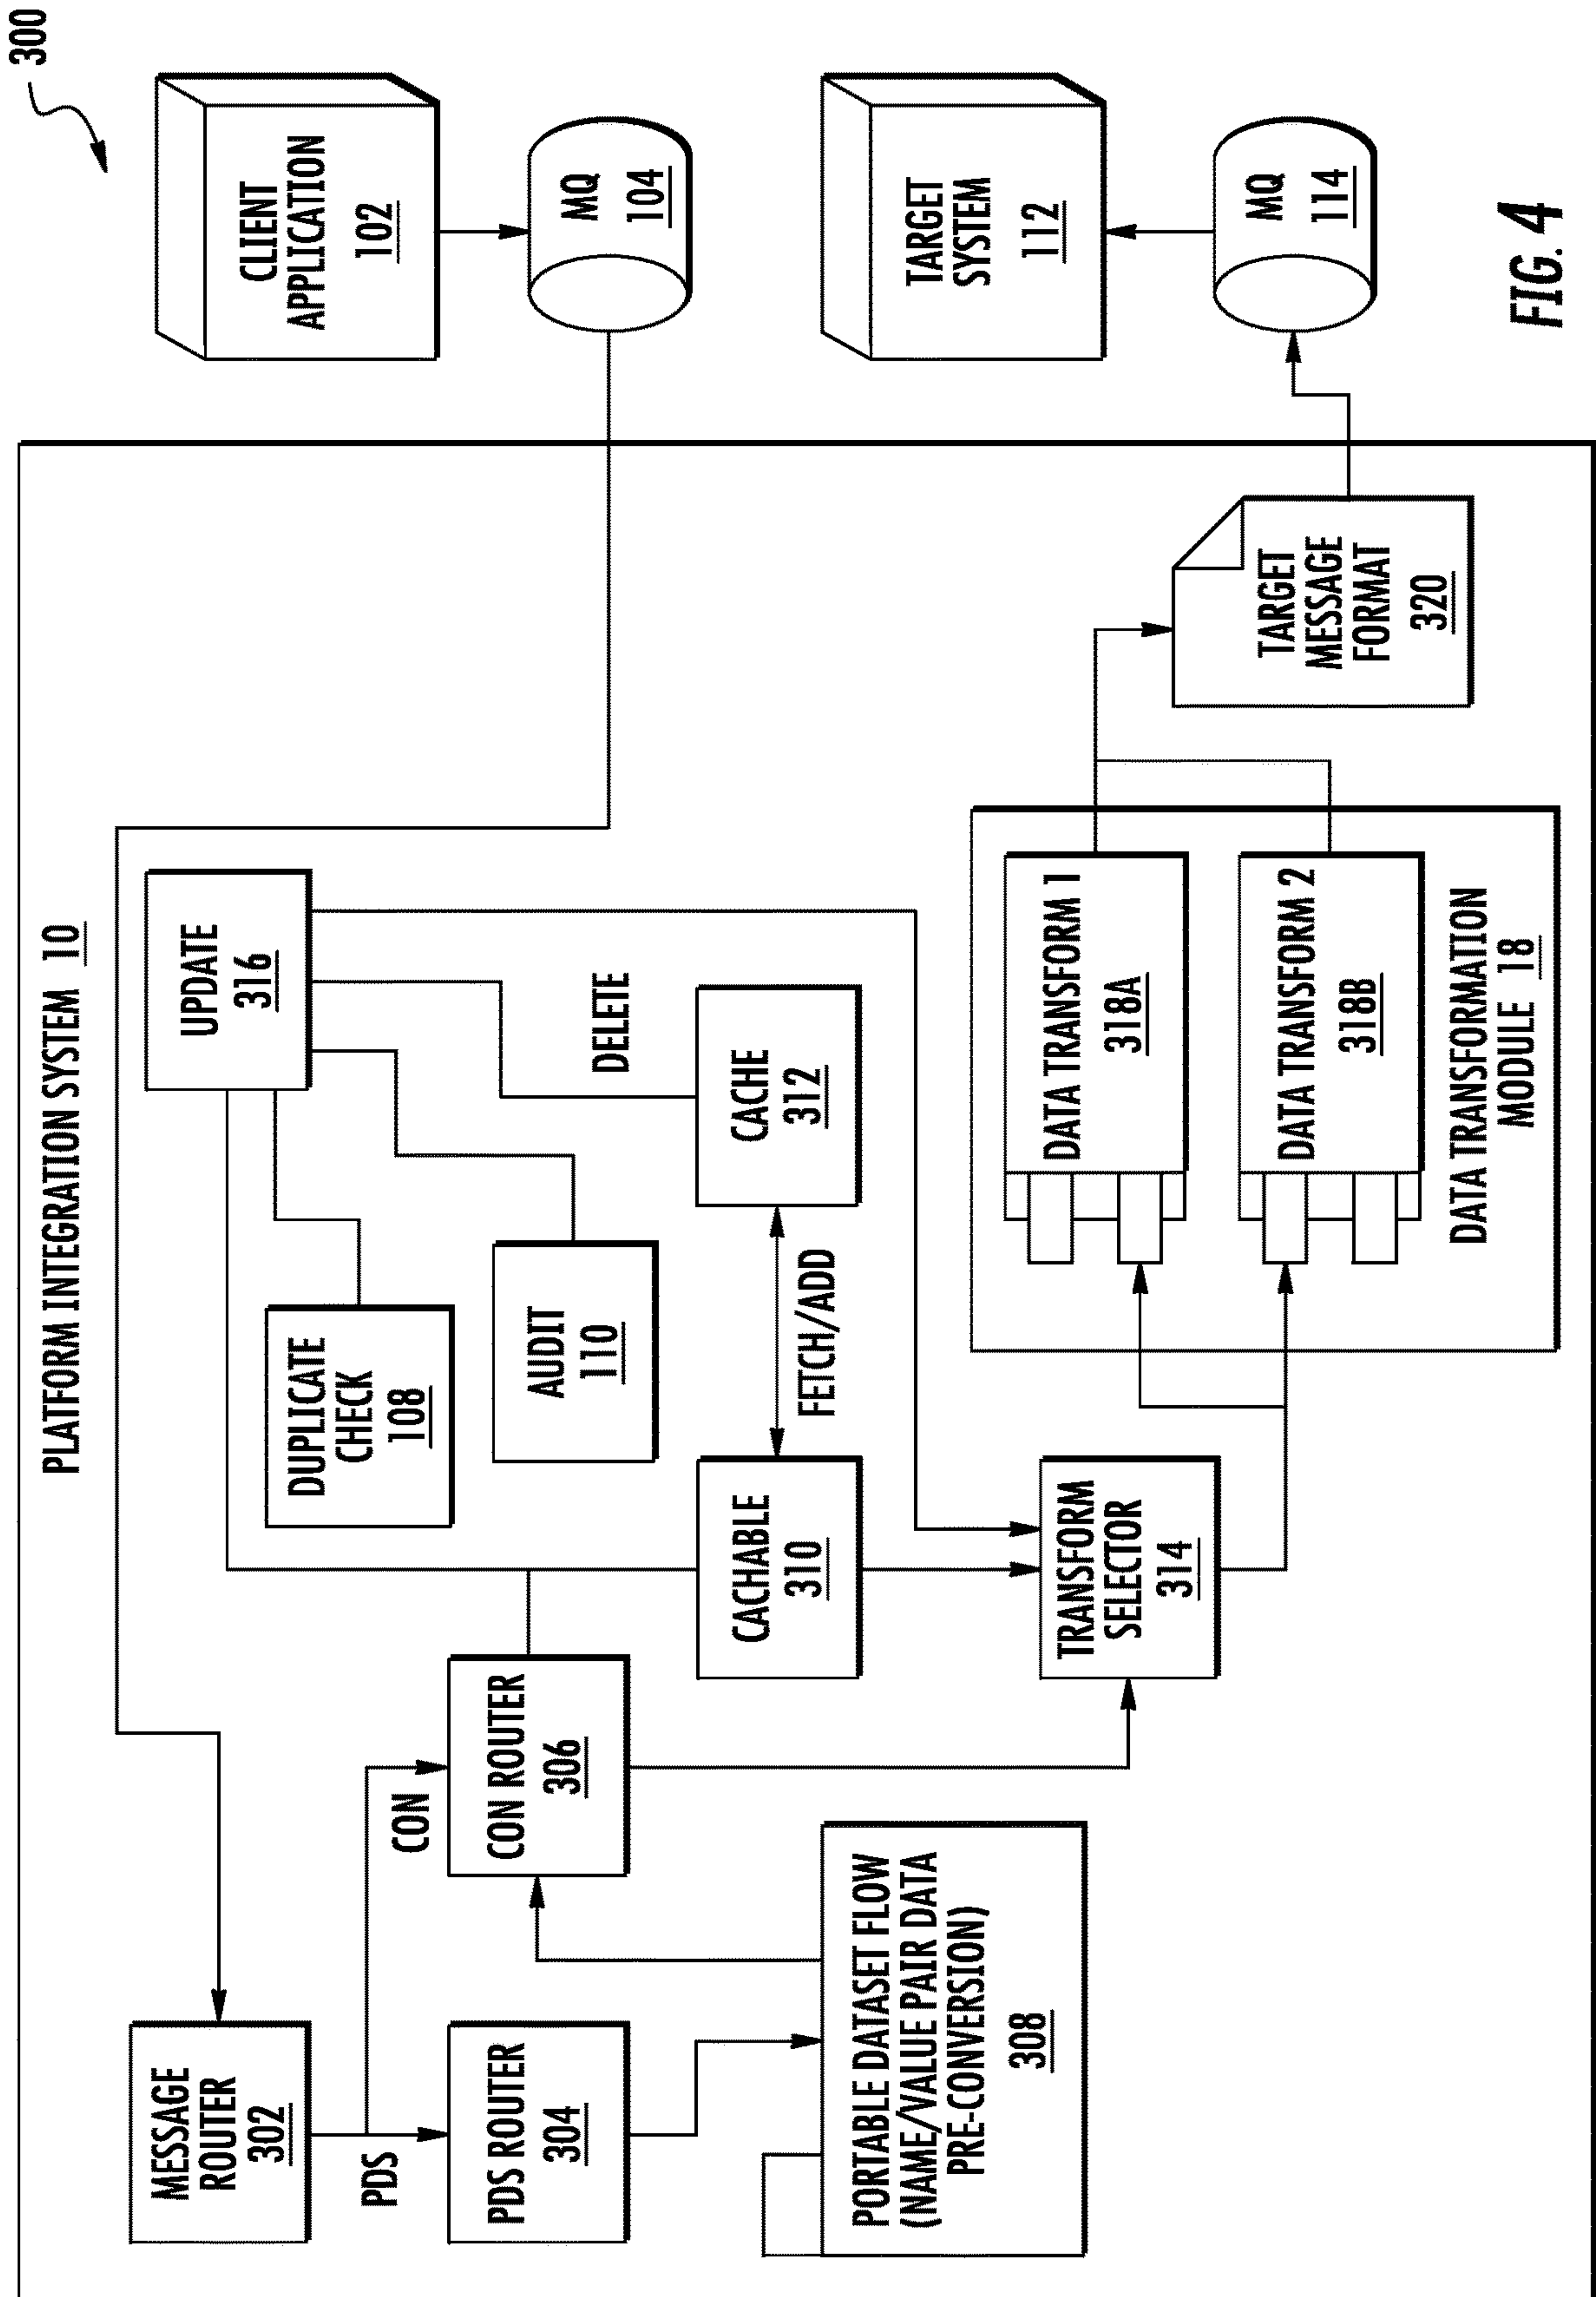 300
PLATFORM INTEGRATION SYSTEM 10
MESSAGE
ROUTER
302
PDS
CON
PDS ROUTER
304
CON ROUTER
306
PORTABLE DATASET FLOW
(NAME/VALUE PAIR DATA
PRE-CONVERSION)
308
DUPLICATE
CHECK
108
AUDIT
110
UPDATE
316
CACHABLE
310
FETCH/ADD
CACHE
312
DELETE
TRANSFORM
SELECTOR
314
DATA TRANSFORM 1
318A
DATA TRANSFORM 2
318B
DATA TRANSFORMATION
MODULE 18
TARGET
MESSAGE
FORMAT
320
CLIENT
APPLICATION
102
MQ
104
TARGET
SYSTEM
112
MQ
114
FIG. 4